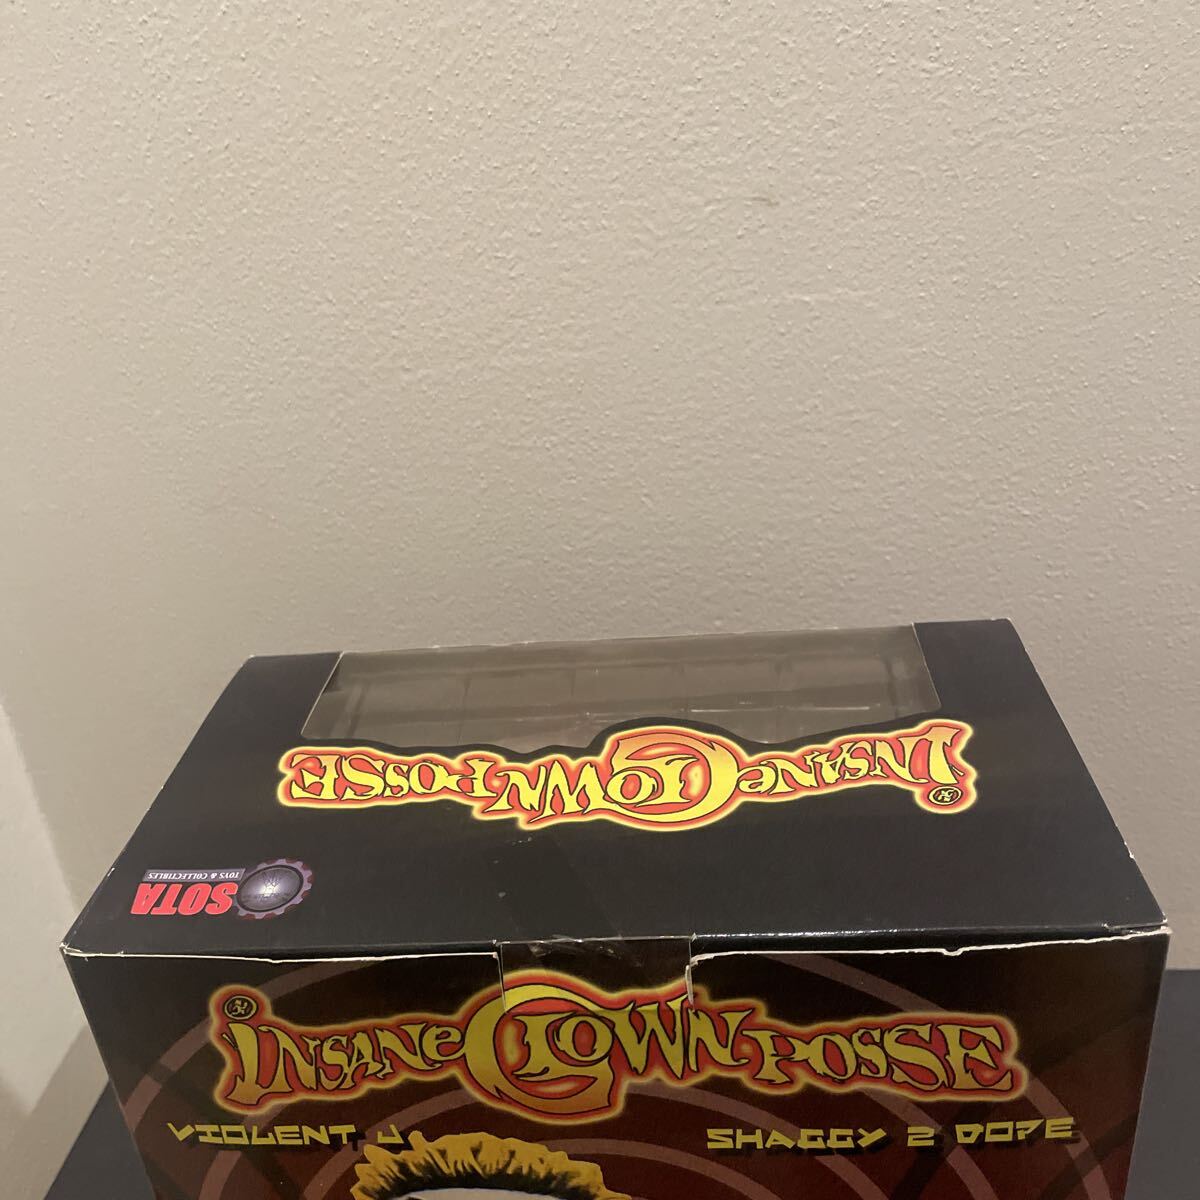 INSANE CLOWN POSSE
SOTA
TOYS & COLLECTIBLES
INSANE CLOWN POSSE
VIOLENT J
SHAGGY 2 DOPE